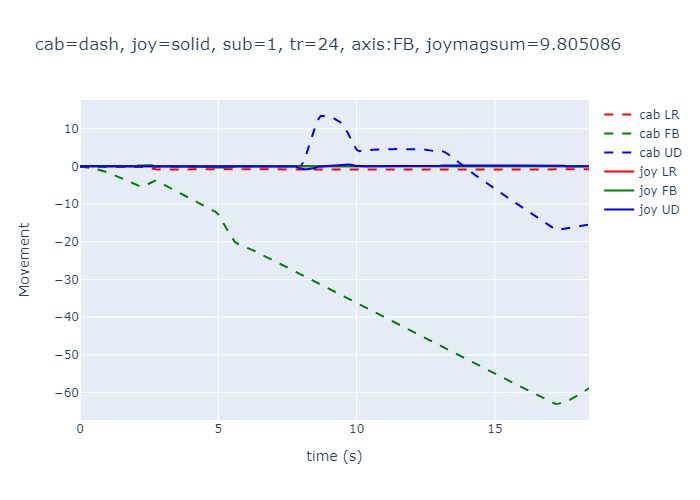 cab=dash, joy=solid, sub=1, tr=24, axis:FB, joymagsum=9.805086
cab LR
cab FB
cab UD
joy LR
joy FB
joy UD
10
0
−10
−20
−30
−40
−50
−60
Movement
0 5 10 15
time (s)